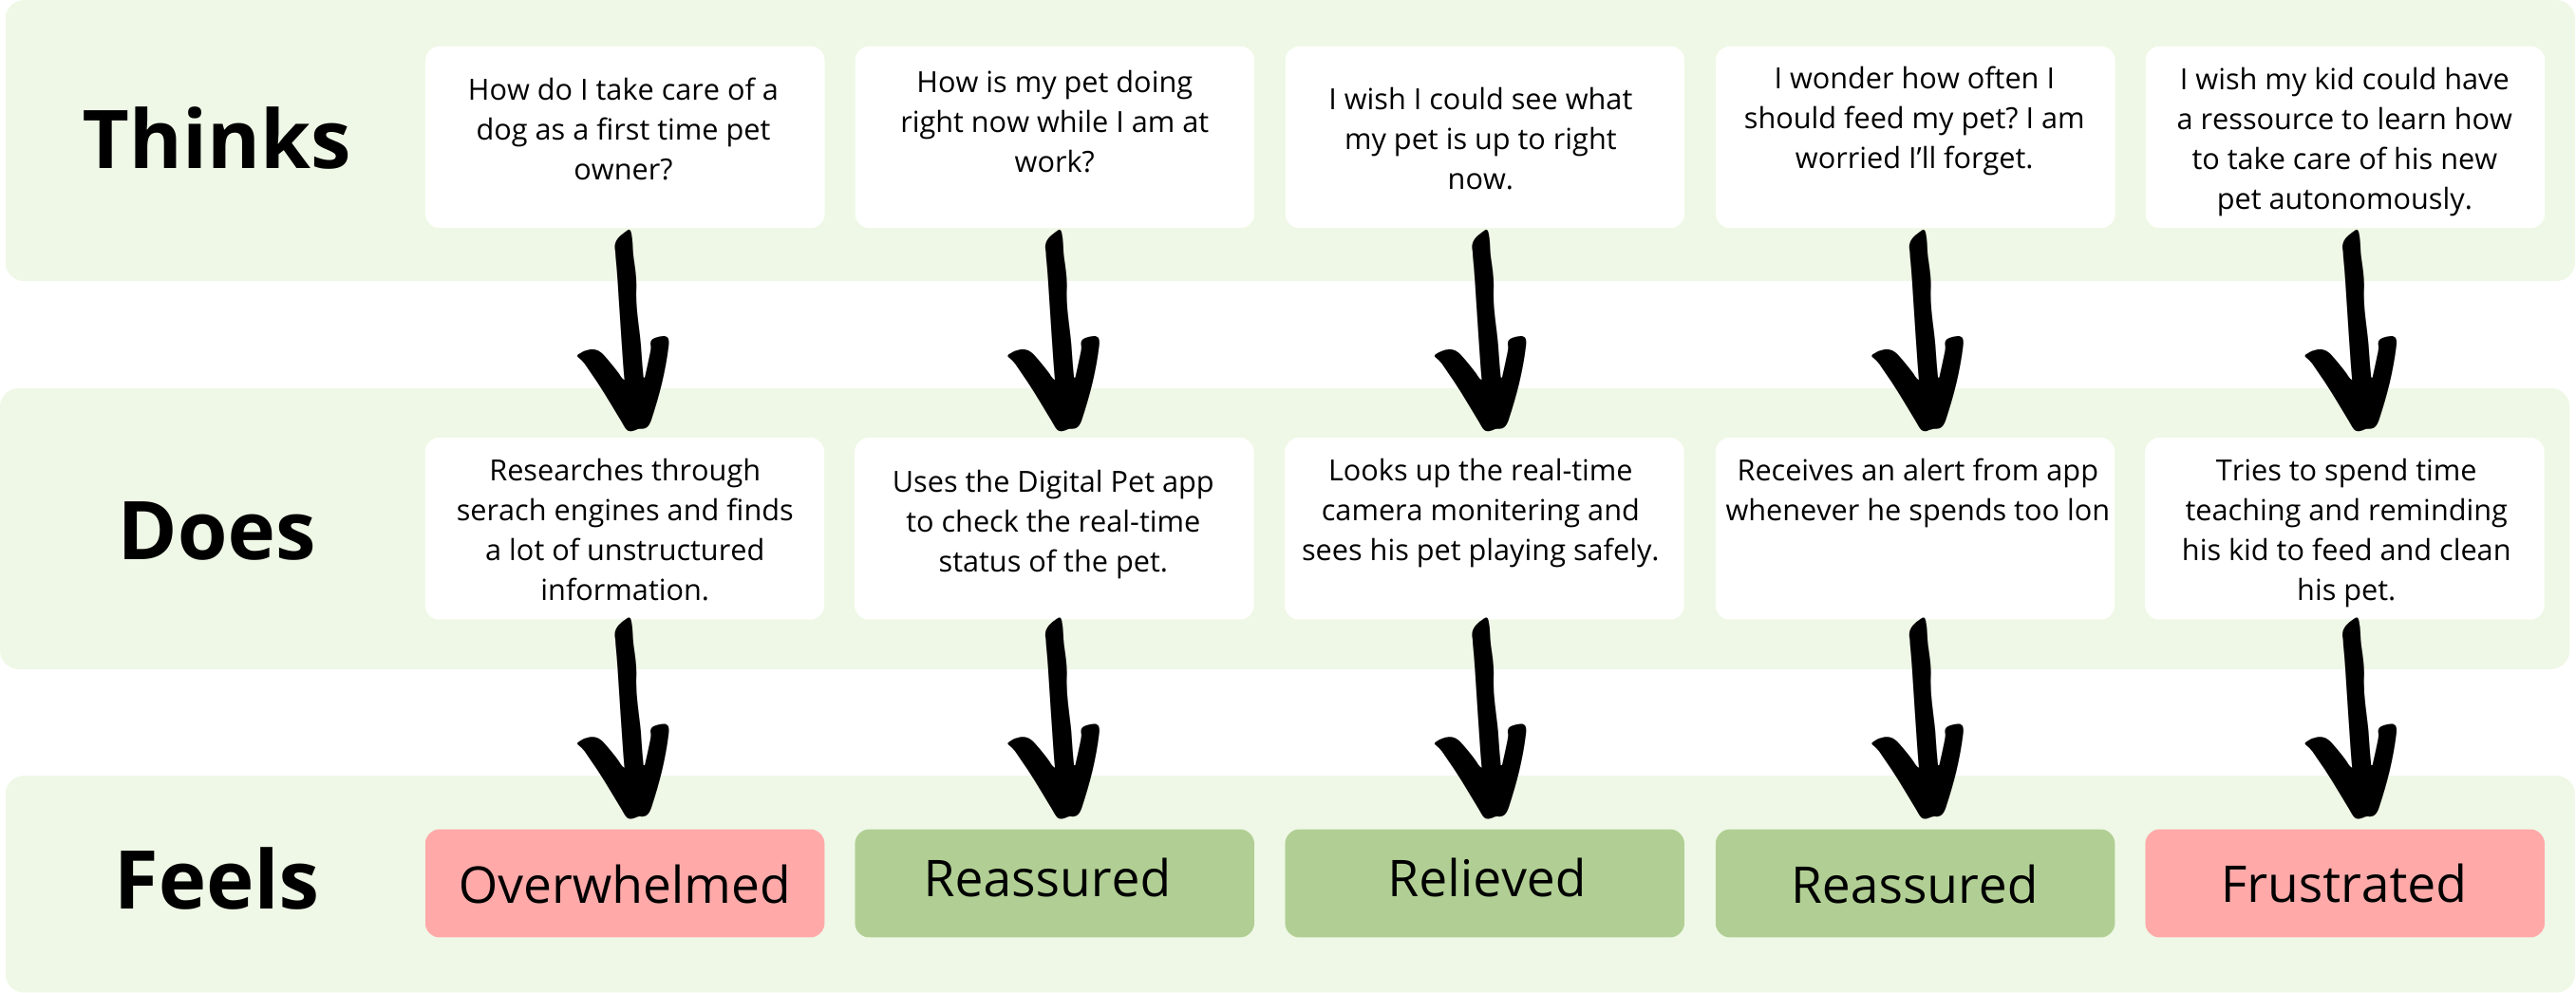 Thinks
How do I take care of a
dog as a first time pet
owner?
How is my pet doing
right now while I am at
work?
I wish I could see what
my pet is up to right
now.
I wonder how often I
should feed my pet? I am
worried I’ll forget.
I wish my kid could have
a ressource to learn how
to take care of his new
pet autonomously.
Does
Researches through
serach engines and finds
a lot of unstructured
information.
Uses the Digital Pet app
to check the real-time
status of the pet.
Looks up the real-time
camera monitering and
sees his pet playing safely.
Receives an alert from app
whenever he spends too lon
Tries to spend time
teaching and reminding
his kid to feed and clean
his pet.
Feels
Overwhelmed
Reassured
Relieved
Reassured
Frustrated